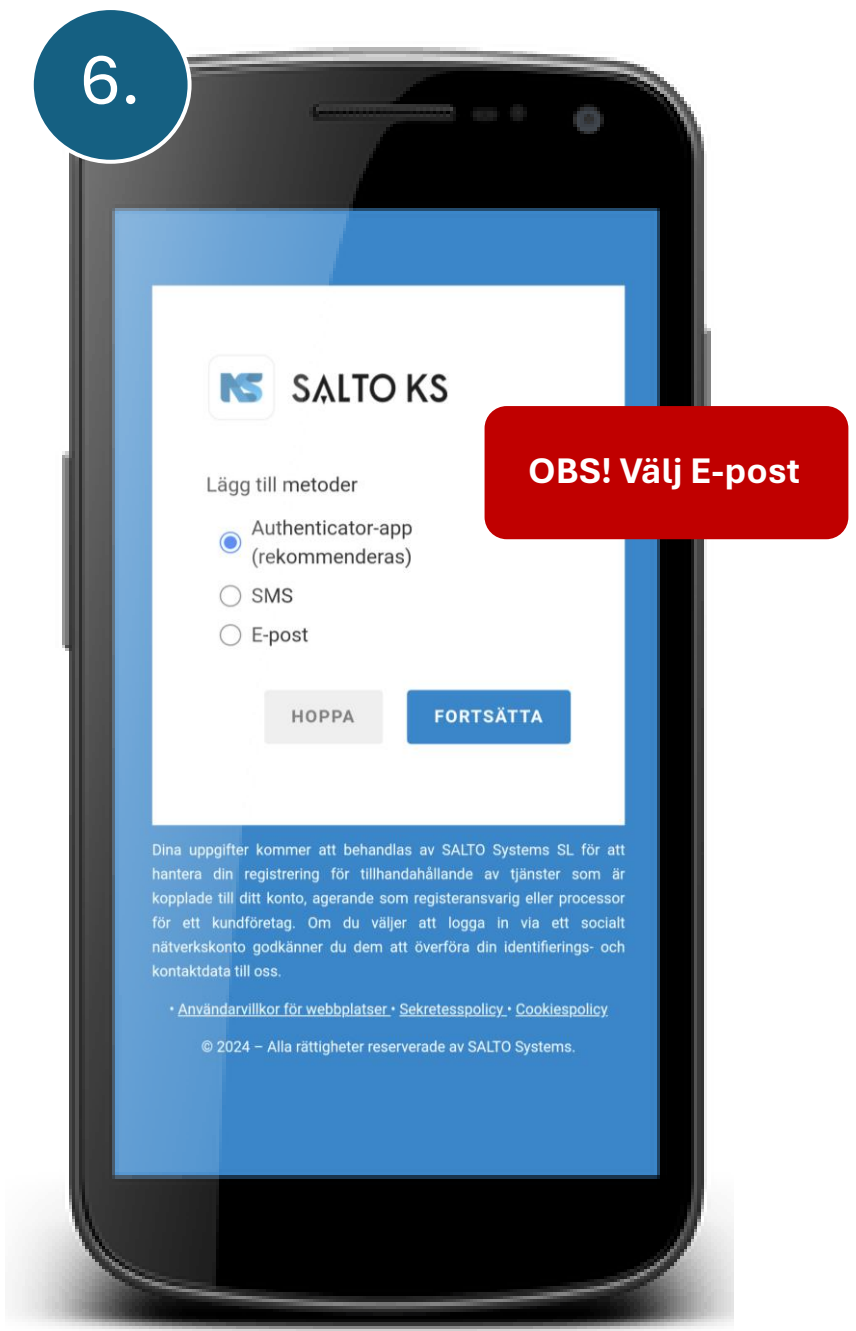 6.
NS SALTO KS
OBS! Välj E-post
Lägg till metoder
Authenticator-app
(rekommenderas)
SMS
E-post
HOPPA FORTSÄTTA
Dina uppgifter kommer att behandlas av SALTO Systems SL för att
hantera din registrering för tillhandahållande av tjänster som är
kopplade till ditt konto, agerande som registeransvarig eller processor
för ett kundföretag. Om du väljer att logga in via ett socialt
nätverkskonto godkänner du dem att överföra din identifierings- och
kontaktdata till oss.
• Användarvillkor för webbplatser • Sekretesspolicy • Cookiespolicy
© 2024 – Alla rättigheter reserverade av SALTO Systems.